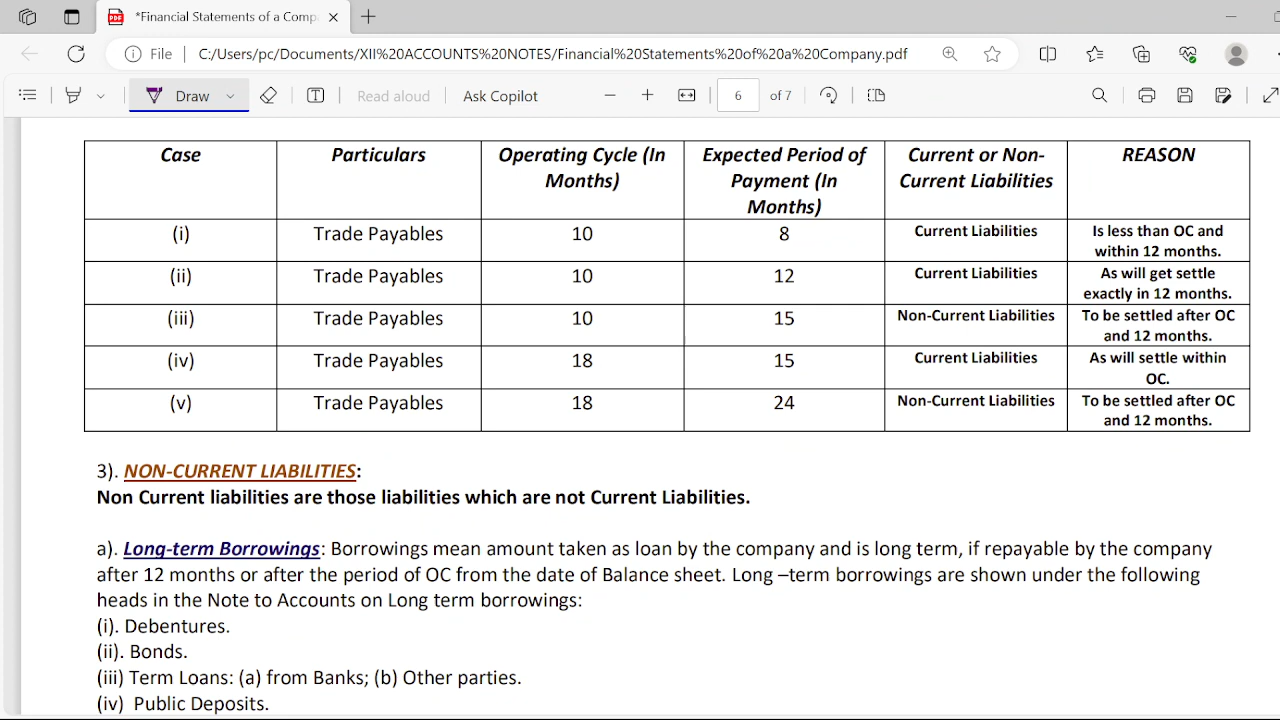 *Financial Statements of a Comp
File C:/Users/pc/Documents/XII%20ACCOUNTS%20NOTES/Financial%20Statements%20of%20a%20Company.pdf
Draw Read aloud Ask Copilot 6 of 7
Case Particulars Operating Cycle (In Expected Period of Current or Non- REASON
Months) Payment (In Current Liabilities
Months)
(i) Trade Payables 10 8 Current Liabilities Is less than OC and
within 12 months.
(ii) Trade Payables 10 12 Current Liabilities As will get settle
exactly in 12 months.
(iii) Trade Payables 10 15 Non-Current Liabilities To be settled after OC
and 12 months.
(iv) Trade Payables 18 15 Current Liabilities As will settle within
OC.
(v) Trade Payables 18 24 Non-Current Liabilities To be settled after OC
and 12 months.
3). NON-CURRENT LIABILITIES:
Non Current liabilities are those liabilities which are not Current Liabilities.
a). Long-term Borrowings: Borrowings mean amount taken as loan by the company and is long term, if repayable by the company
after 12 months or after the period of OC from the date of Balance sheet. Long –term borrowings are shown under the following
heads in the Note to Accounts on Long term borrowings:
(i). Debentures.
(ii). Bonds.
(iii) Term Loans: (a) from Banks; (b) Other parties.
(iv) Public Deposits.